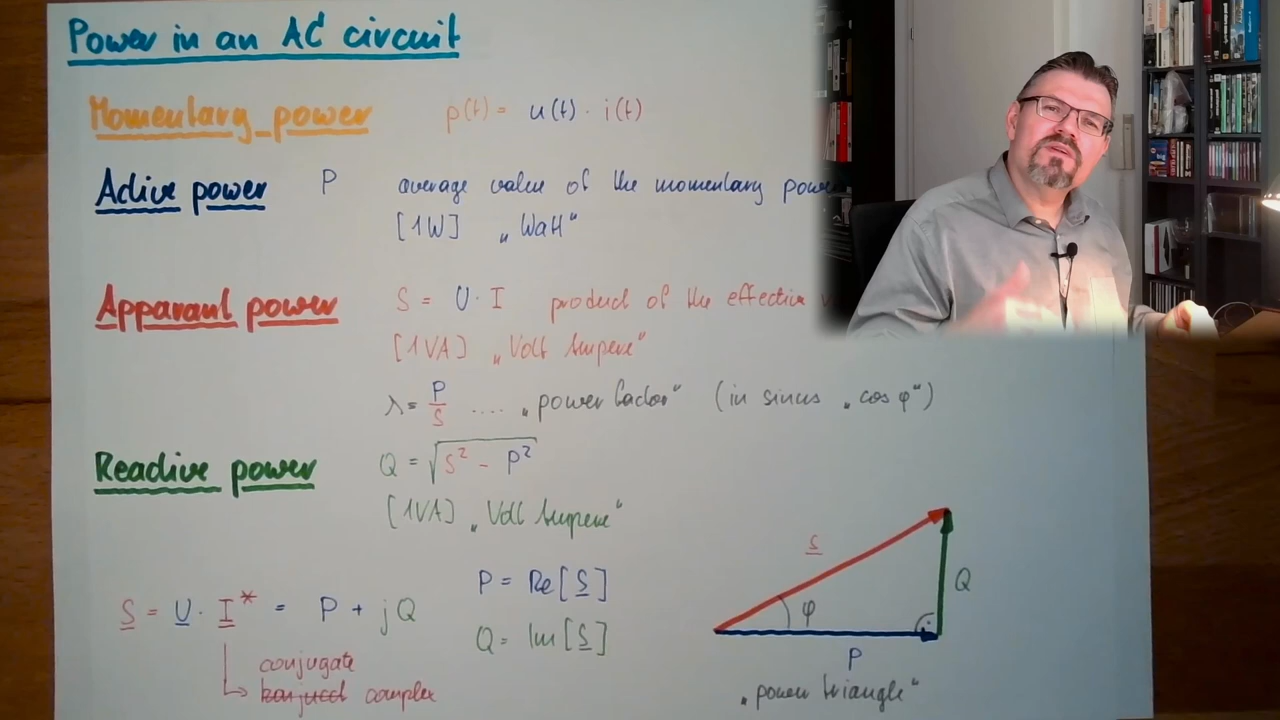 Power in an AC circuit
Momentary power p(t) = u(t) · i(t)
Active power P average value of the momentary power
[1W] „Watt“
Apparant power S = U · I product of the effective
[1VA] „Volt Ampere“
λ = P/S .... „power factor“ (in sinus „cos φ“)
Reactive power Q = √(S² - P²)
[1VA] „Volt Ampere“
S = U · I* = P + jQ
P = Re[S]
Q = Im[S]
conjugate
complex
S
Q
φ
P
„power triangle“